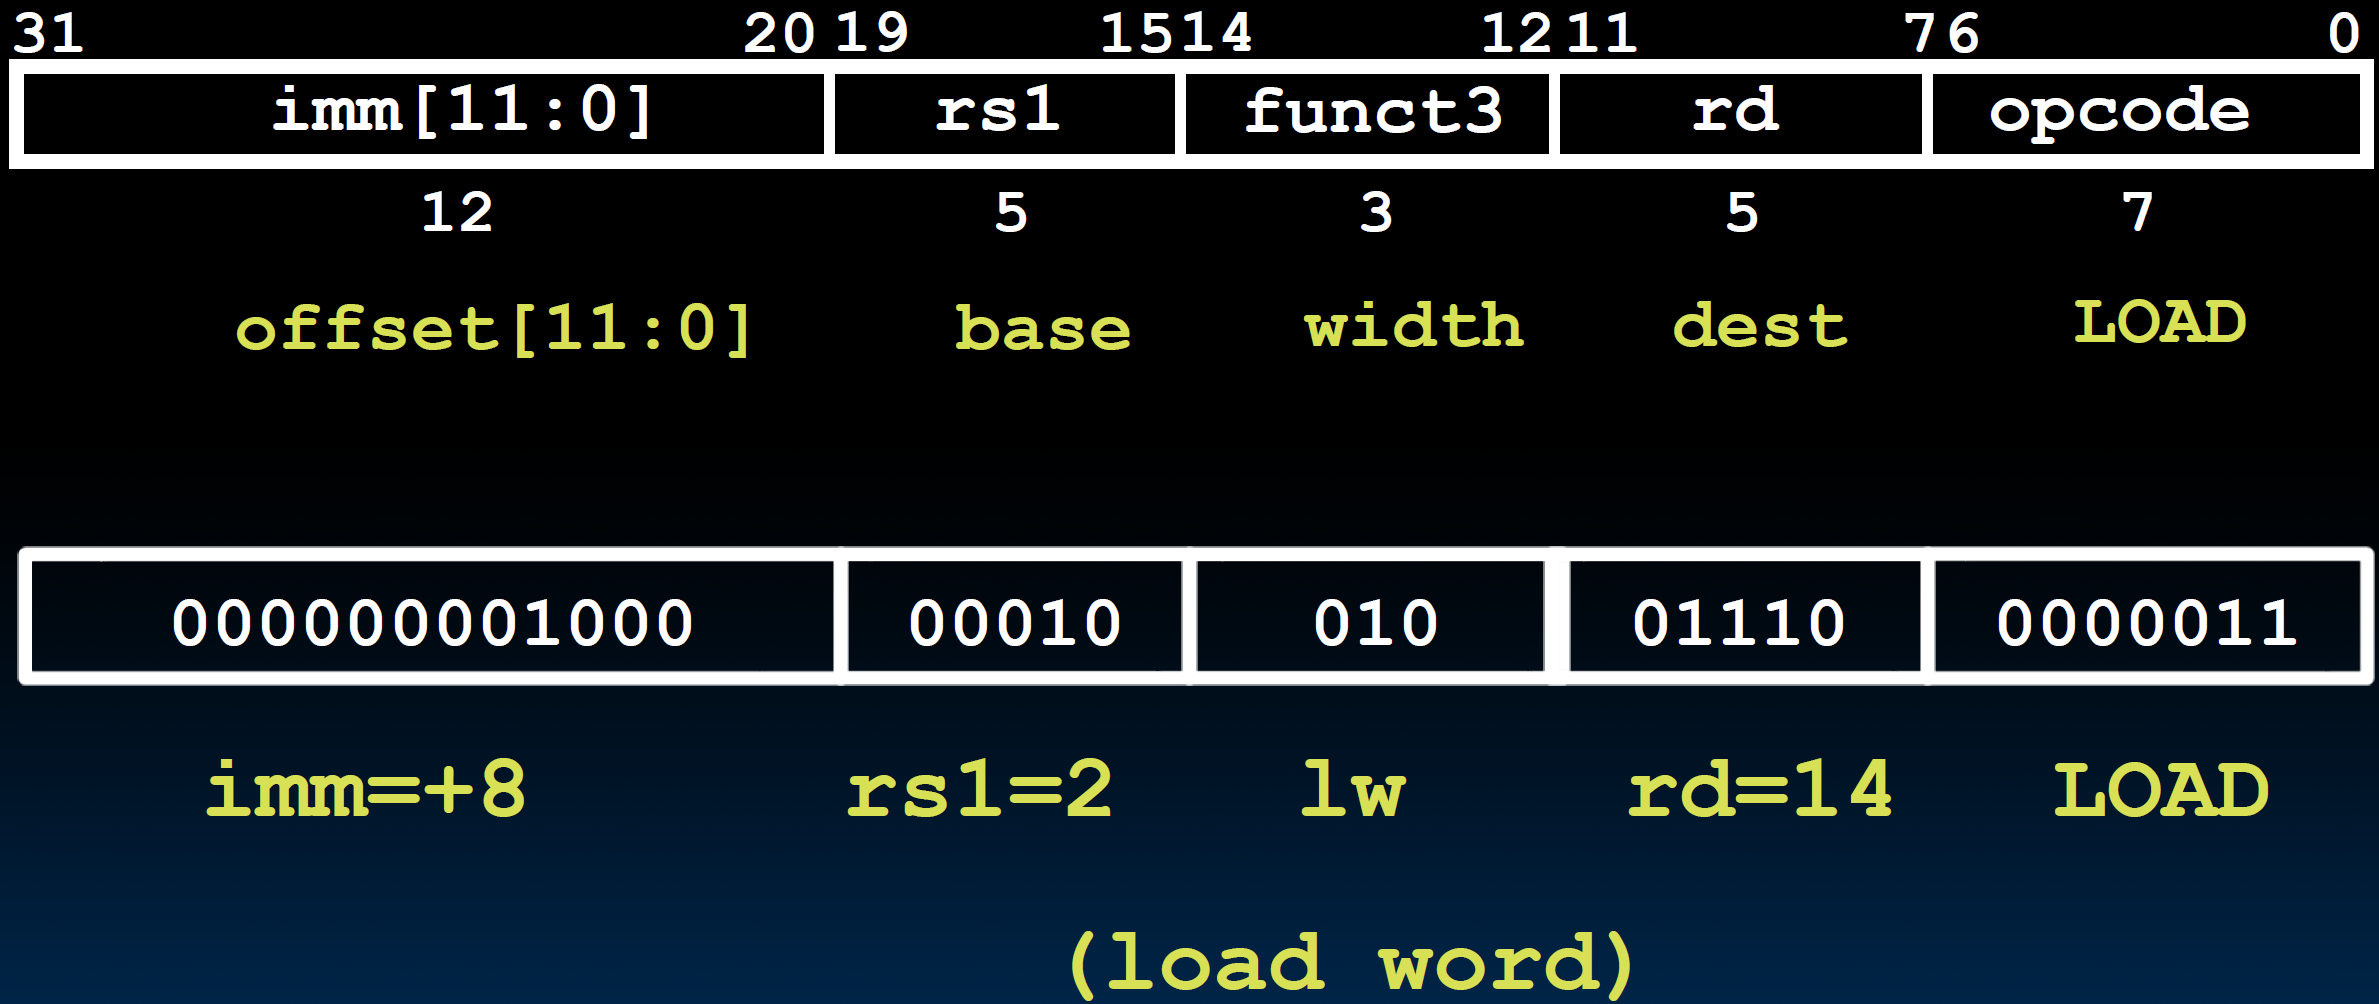 31 20 19 15 14 12 11 7 6 0
imm[11:0] rs1 funct3 rd opcode
12 5 3 5 7
offset[11:0] base width dest LOAD
000000001000 00010 010 01110 0000011
imm=+8 rs1=2 lw rd=14 LOAD
(load word)